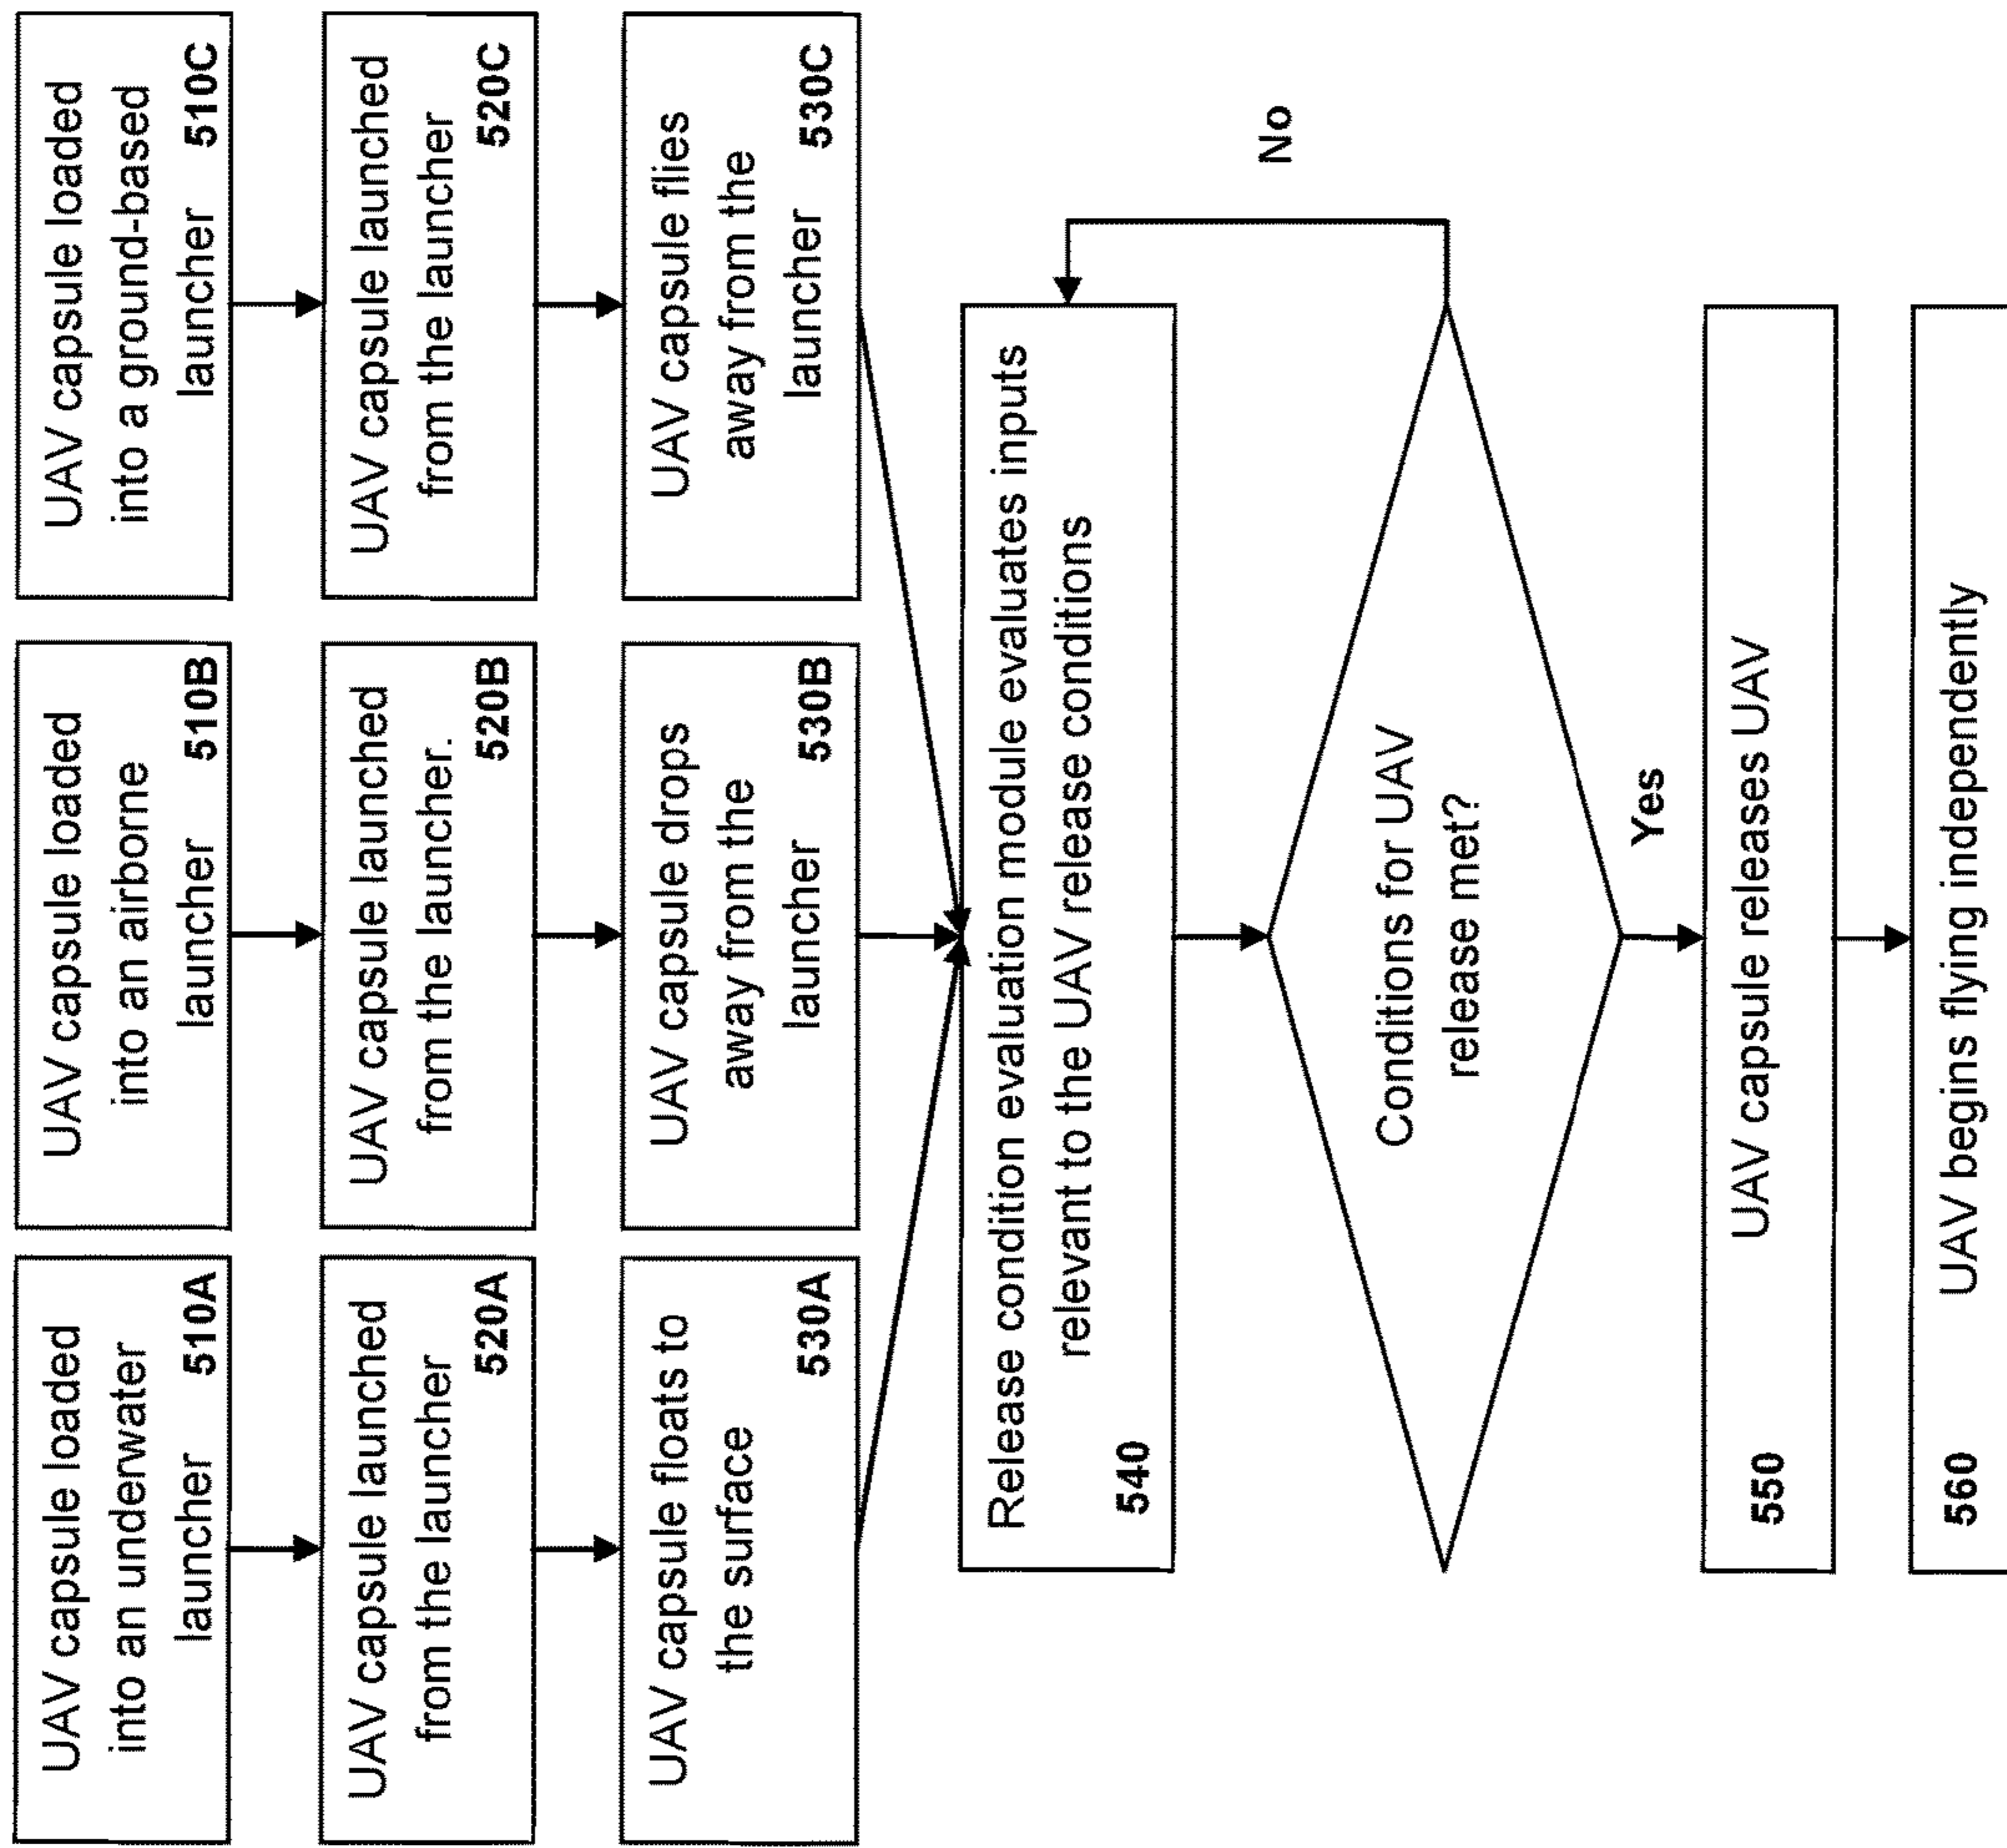 UAV capsule loaded
into an underwater
launcher 510A
UAV capsule launched
from the launcher
520A
UAV capsule floats to
the surface
530A
UAV capsule loaded
into an airborne
launcher 510B
UAV capsule launched
from the launcher.
520B
UAV capsule drops
away from the
launcher 530B
UAV capsule loaded
into a ground-based
launcher 510C
UAV capsule launched
from the launcher
520C
UAV capsule flies
away from the
launcher 530C
Release condition evaluation module evaluates inputs
relevant to the UAV release conditions
540
Conditions for UAV
release met?
No
Yes
UAV capsule releases UAV
550
UAV begins flying independently
560